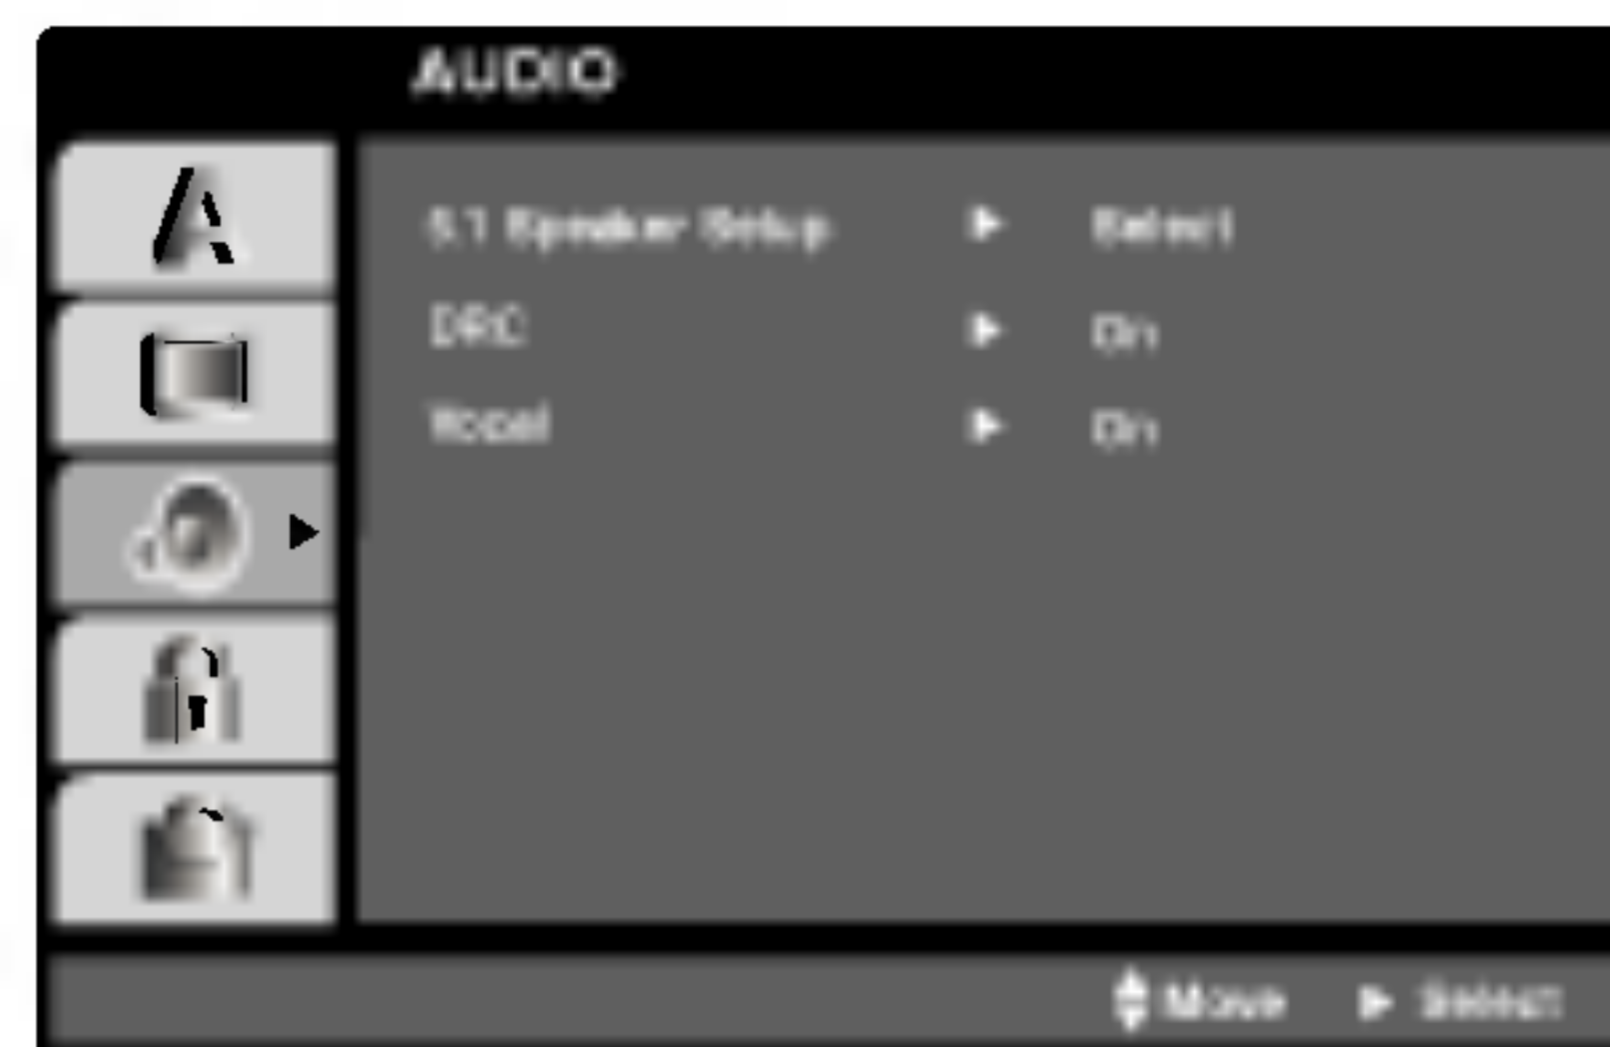 AUDIO
5.1 Speaker Setup ▶ Select
DRC ▶ On
Vocal ▶ On
Move ▶ Select